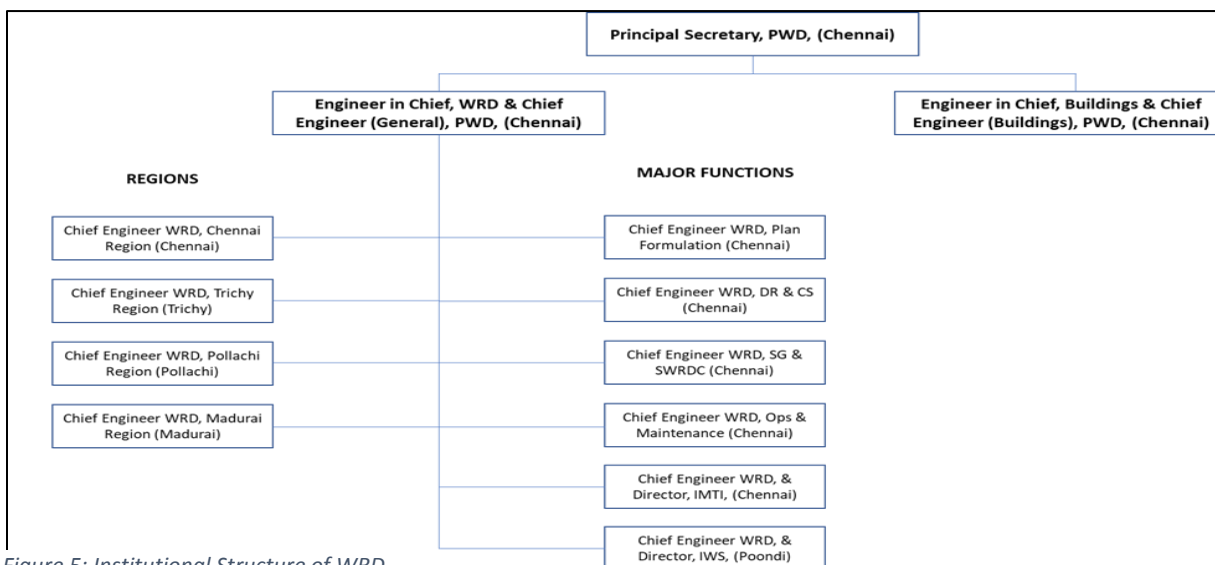 Principal Secretary, PWD, (Chennai)
Engineer in Chief, WRD & Chief
Engineer (General), PWD, (Chennai)
Engineer in Chief, Buildings & Chief
Engineer (Buildings), PWD, (Chennai)
REGIONS
Chief Engineer WRD, Chennai
Region (Chennai)
Chief Engineer WRD, Trichy
Region (Trichy)
Chief Engineer WRD, Pollachi
Region (Pollachi)
Chief Engineer WRD, Madurai
Region (Madurai)
MAJOR FUNCTIONS
Chief Engineer WRD, Plan
Formulation (Chennai)
Chief Engineer WRD, DR & CS
(Chennai)
Chief Engineer WRD, SG &
SWRDC (Chennai)
Chief Engineer WRD, Ops &
Maintenance (Chennai)
Chief Engineer WRD, &
Director, IMTI, (Chennai)
Chief Engineer WRD, &
Director, IWS, (Poondi)
Figure 5: Institutional Structure of WRD